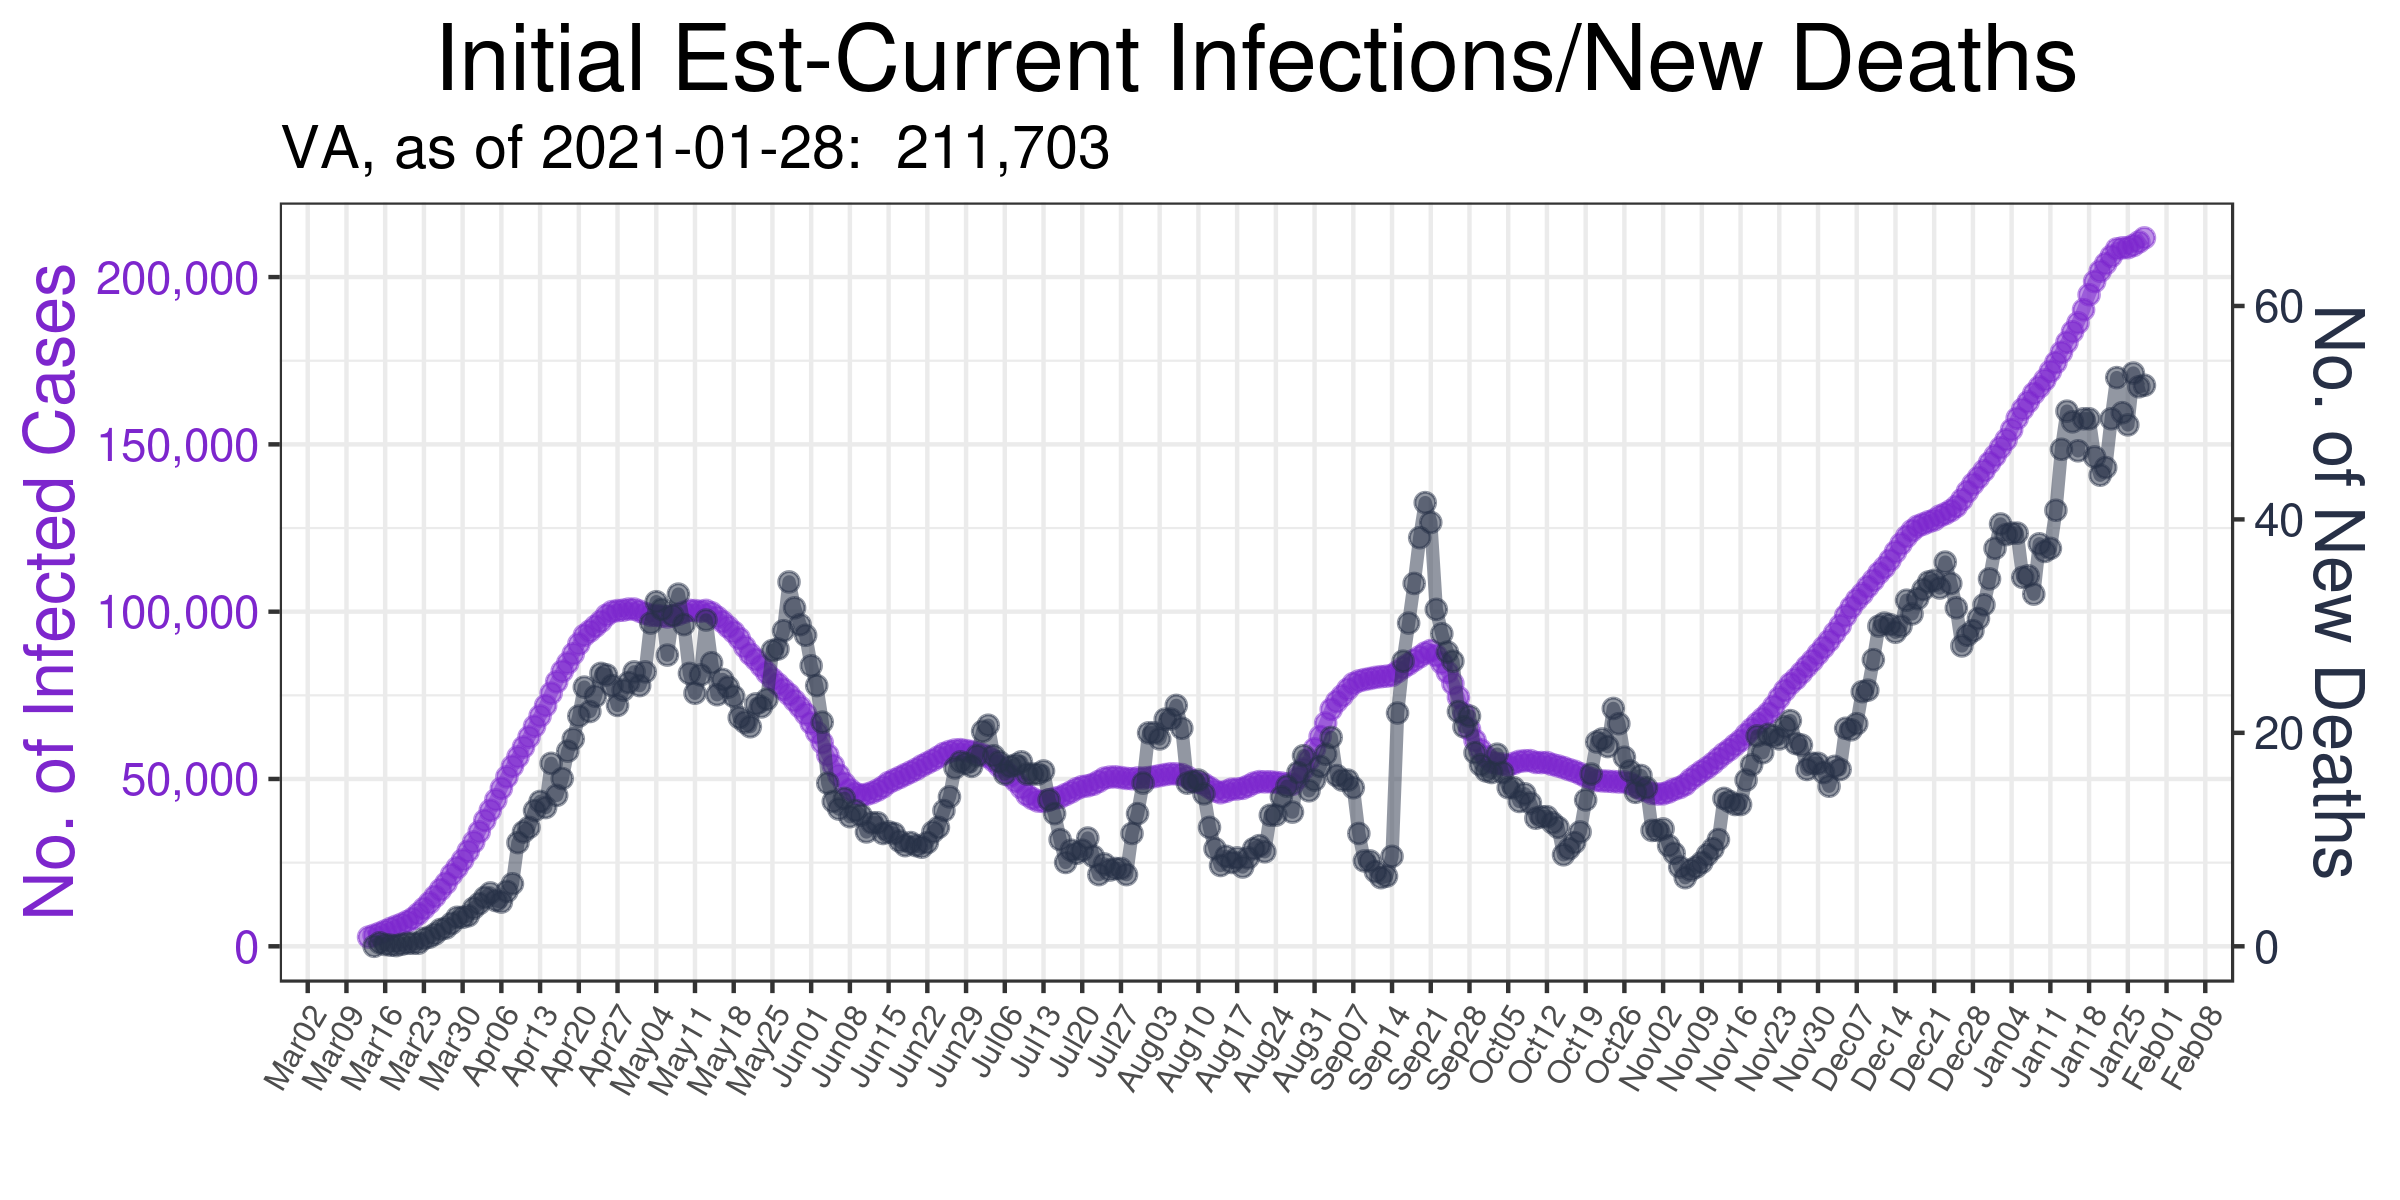 Initial Est-Current Infections/New Deaths
VA, as of 2021-01-28:  211,703
No. of Infected Cases
200,000
150,000
100,000
50,000
0
60
40
20
0
No. of New Deaths
Mar02
Mar09
Mar16
Mar23
Mar30
Apr06
Apr13
Apr20
Apr27
May04
May11
May18
May25
Jun01
Jun08
Jun15
Jun22
Jun29
Jul06
Jul13
Jul20
Jul27
Aug03
Aug10
Aug17
Aug24
Aug31
Sep07
Sep14
Sep21
Sep28
Oct05
Oct12
Oct19
Oct26
Nov02
Nov09
Nov16
Nov23
Nov30
Dec07
Dec14
Dec21
Dec28
Jan04
Jan11
Jan18
Jan25
Feb01
Feb08